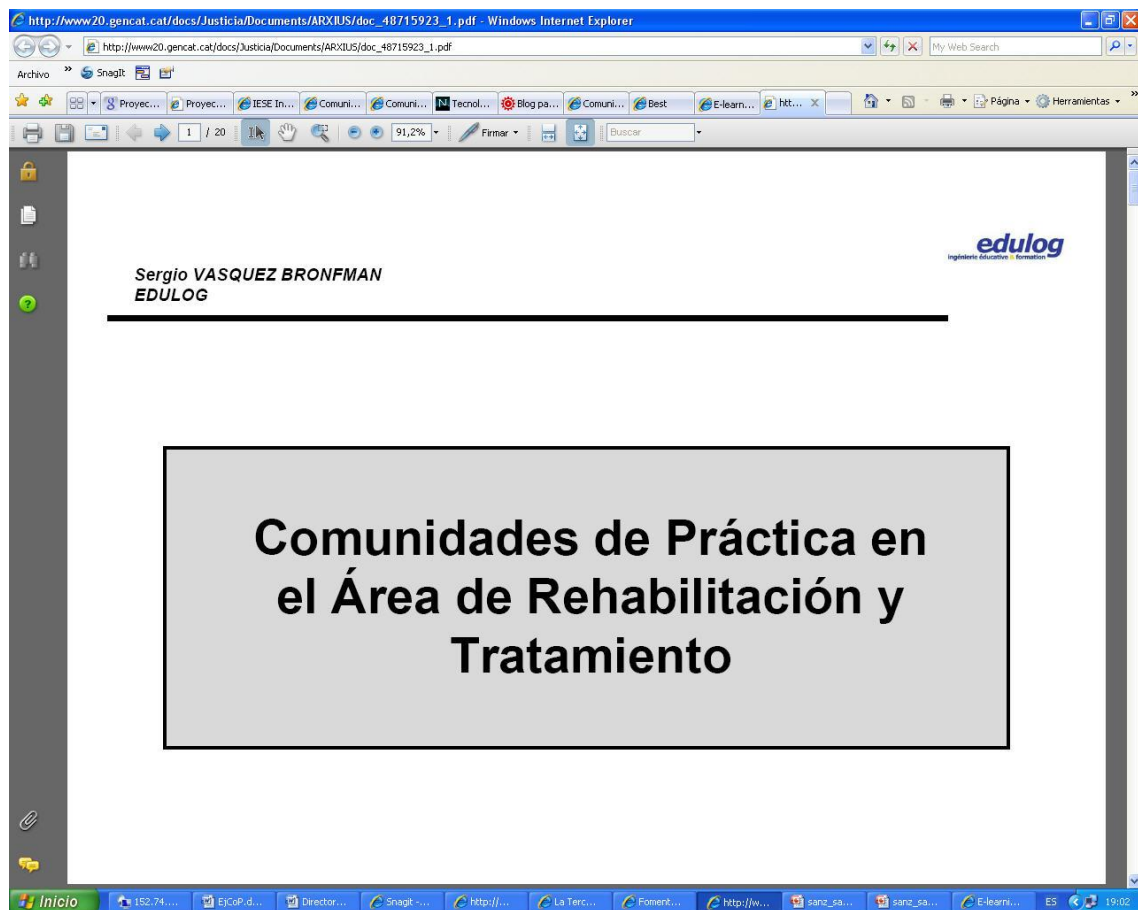 http://www20.gencat.cat/docs/Justicia/Documents/ARXIUS/doc_48715923_1.pdf - Windows Internet Explorer
http://www20.gencat.cat/docs/Justicia/Documents/ARXIUS/doc_48715923_1.pdf My Web Search
Archivo » SnagIt
Proyec... Proyec... IESE In... Comuni... Comuni... Tecnol... Blog pa... Comuni... Best E-learn... htt... X Página Herramientas »
1 / 20 91,2% Firmar Buscar
edulog
ingénierie éducative & formation
Sergio VASQUEZ BRONFMAN
EDULOG
Comunidades de Práctica en
el Área de Rehabilitación y
Tratamiento
Inicio 152.74.... EjCoP.d... Director... Snagit -... http://... La Terc... Foment... http://w... sanz_sa... sanz_sa... E-learni... ES 19:02